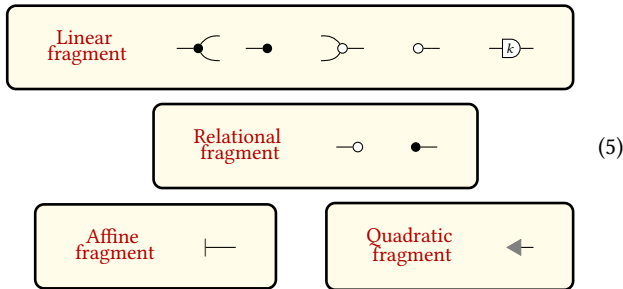 Linear
fragment
k
Relational
fragment
(5)
Affine
fragment
Quadratic
fragment